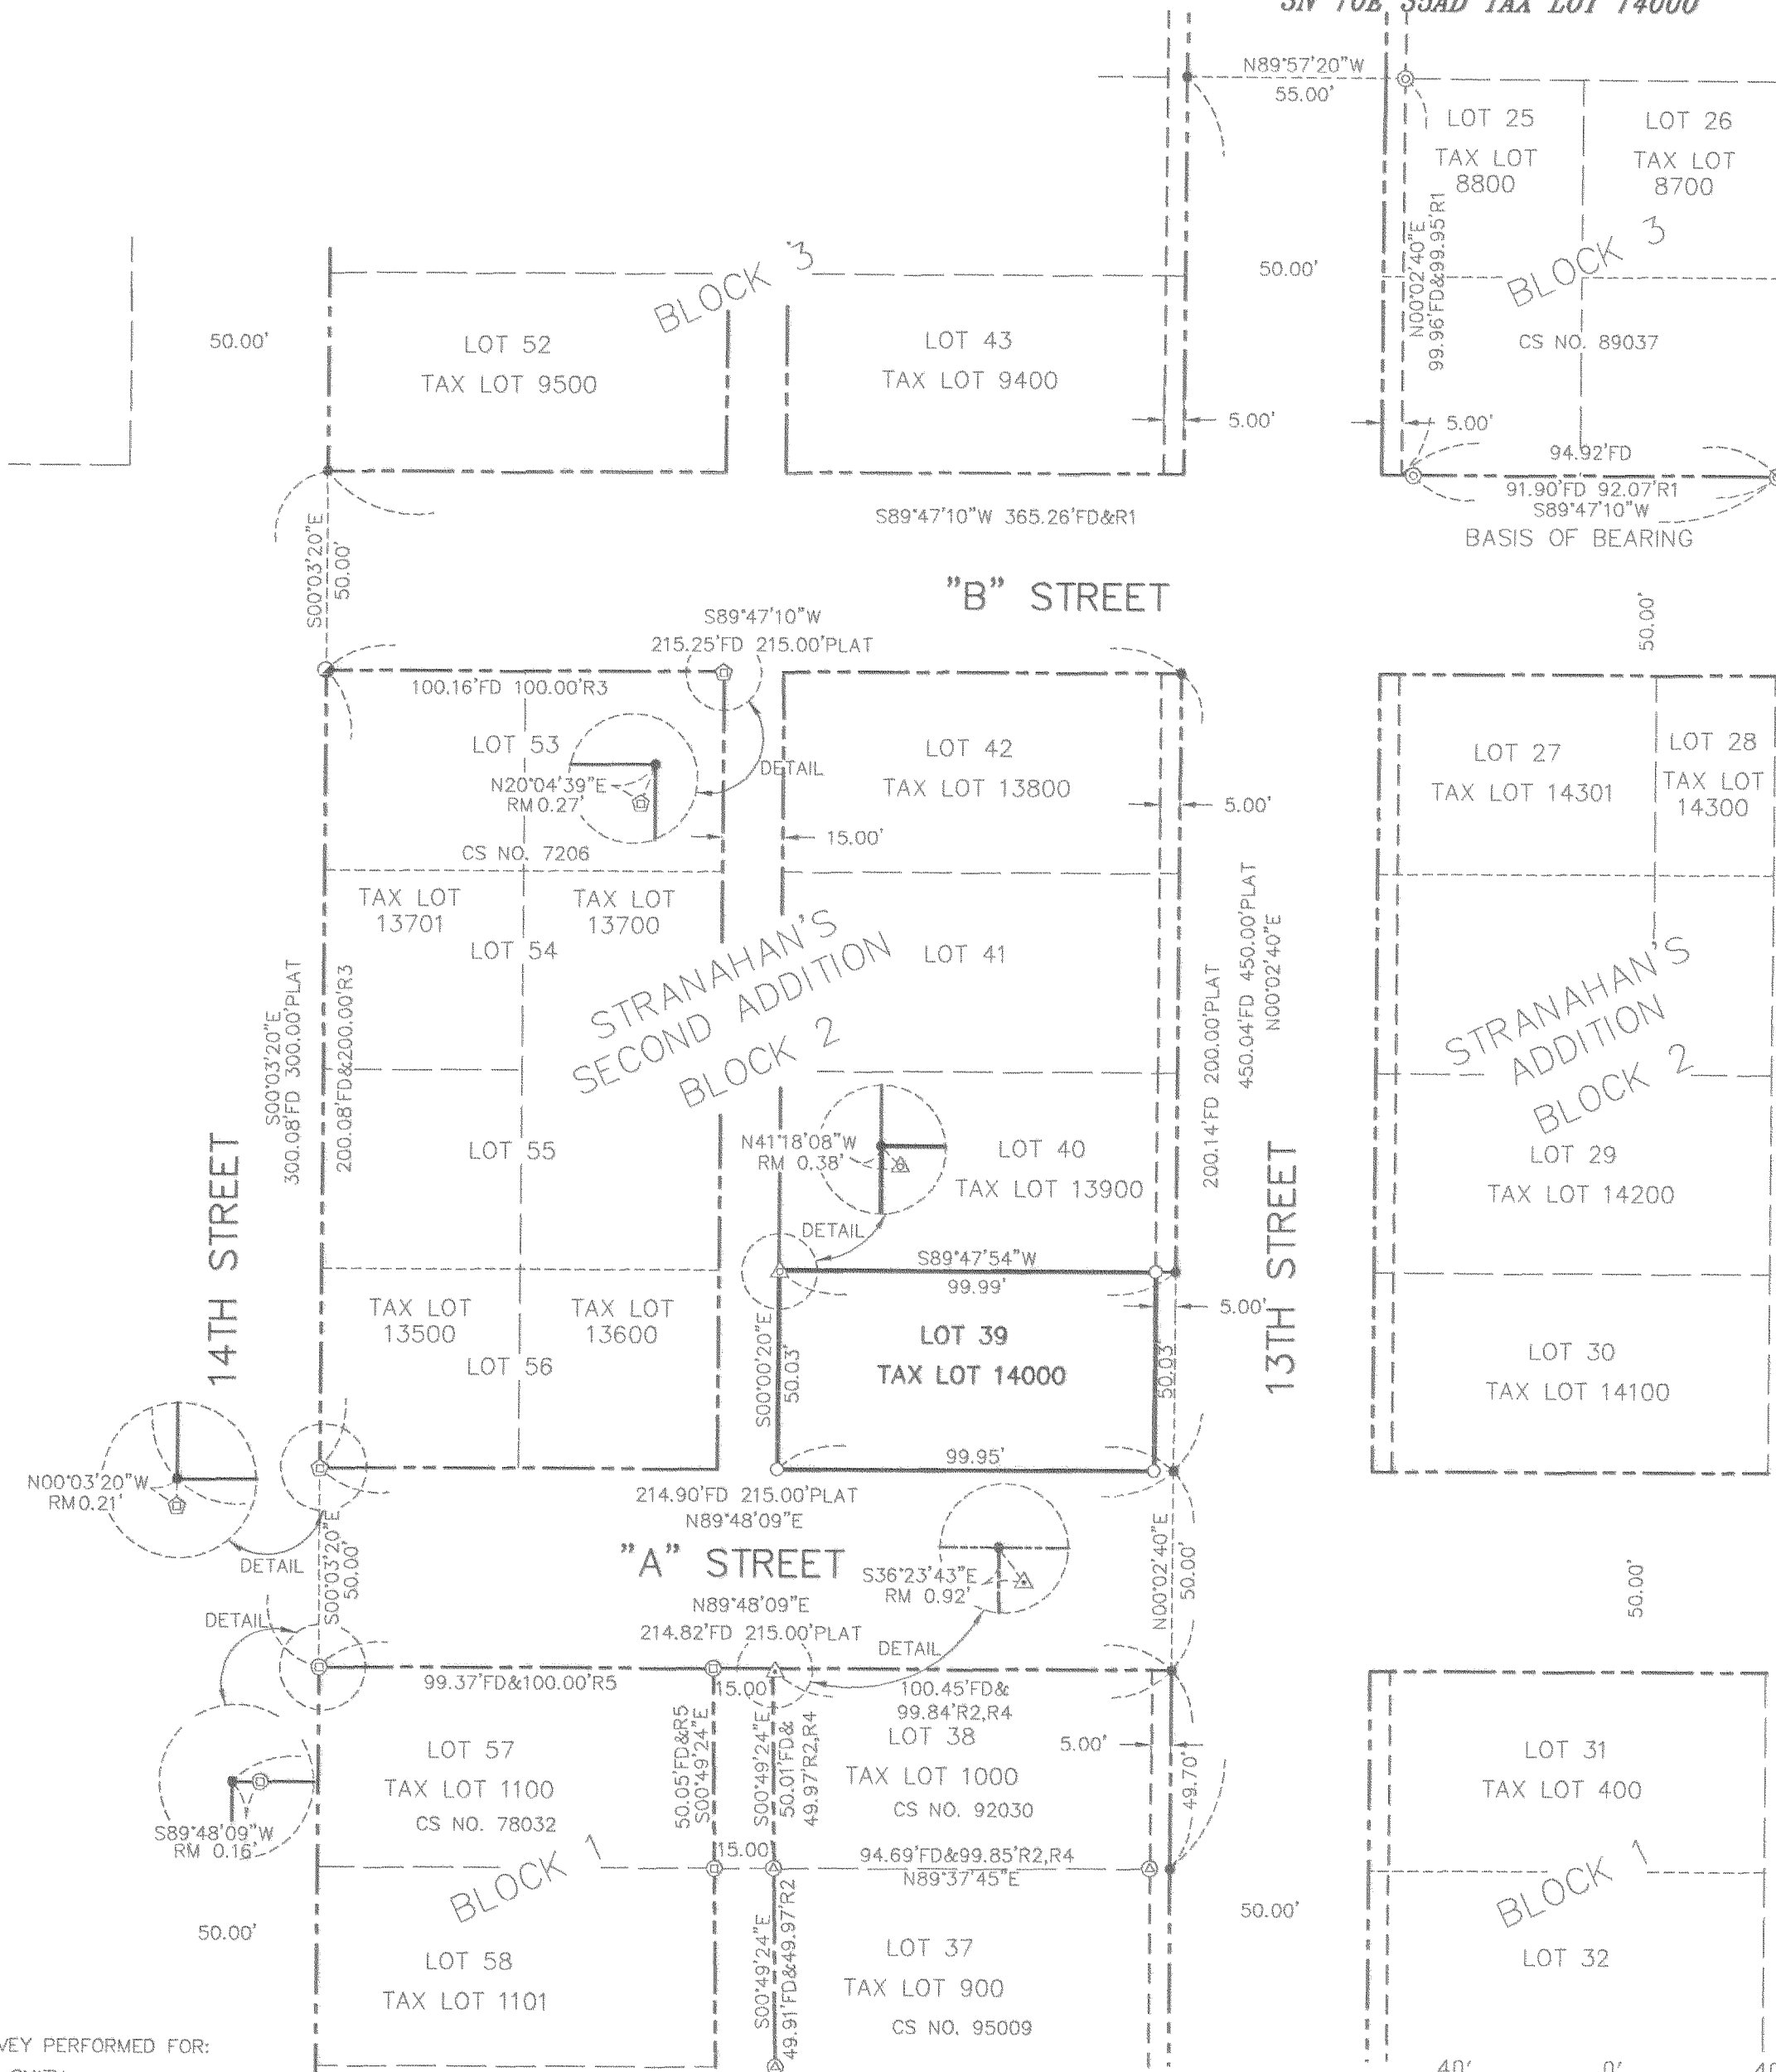 3N 10E 35AD TAX LOT 14000
N89°57'20"W
55.00'
LOT 25
TAX LOT
8800
LOT 26
TAX LOT
8700
BLOCK 3
N00°02'40"E
99.96'FD&99.95'R1
CS NO. 89037
50.00'
BLOCK 3
50.00'
LOT 52
TAX LOT 9500
LOT 43
TAX LOT 9400
5.00'
5.00'
94.92'FD
91.90'FD 92.07'R1
S89°47'10"W
BASIS OF BEARING
S89°47'10"W 365.26'FD&R1
S00°03'20"E
50.00'
"B" STREET
50.00'
S89°47'10"W
215.25'FD 215.00'PLAT
100.16'FD 100.00'R3
LOT 53
N20°04'39"E
RM 0.27'
DETAIL
CS NO. 7206
15.00'
LOT 42
TAX LOT 13800
5.00'
LOT 27
TAX LOT 14301
LOT 28
TAX LOT
14300
TAX LOT
13701
TAX LOT
13700
LOT 54
LOT 41
STRANAHAN'S
SECOND ADDITION
BLOCK 2
S00°03'20"E
300.08'FD 300.00'PLAT
200.08'FD&200.00'R3
200.14'FD 200.00'PLAT
450.04'FD 450.00'PLAT
N00°02'40"E
STRANAHAN'S
ADDITION
BLOCK 2
14TH STREET
LOT 55
N41°18'08"W
RM 0.38'
DETAIL
LOT 40
TAX LOT 13900
13TH STREET
LOT 29
TAX LOT 14200
S89°47'54"W
99.99'
5.00'
TAX LOT
13500
TAX LOT
13600
LOT 56
S00°00'20"E
50.03'
LOT 39
TAX LOT 14000
50.03'
LOT 30
TAX LOT 14100
99.95'
N00°03'20"W
RM 0.21'
DETAIL
214.90'FD 215.00'PLAT
N89°48'09"E
S00°03'20"E
50.00'
"A" STREET
S36°23'43"E
RM 0.92'
N00°02'40"E
50.00'
50.00'
DETAIL
N89°48'09"E
214.82'FD 215.00'PLAT
DETAIL
99.37'FD&100.00'R5
15.00'
100.45'FD&
99.84'R2,R4
LOT 38
TAX LOT 1000
CS NO. 92030
5.00'
49.70'
50.05'FD&R5
S00°49'24"E
S00°49'24"E
50.01'FD&
49.97'R2,R4
LOT 57
TAX LOT 1100
CS NO. 78032
S89°48'09"W
RM 0.16'
LOT 31
TAX LOT 400
15.00'
94.69'FD&99.85'R2,R4
N89°37'45"E
BLOCK 1
BLOCK 1
50.00'
50.00'
S00°49'24"E
49.91'FD&49.97'R2
LOT 58
TAX LOT 1101
LOT 37
TAX LOT 900
CS NO. 95009
LOT 32
VEY PERFORMED FOR:
40'
0'